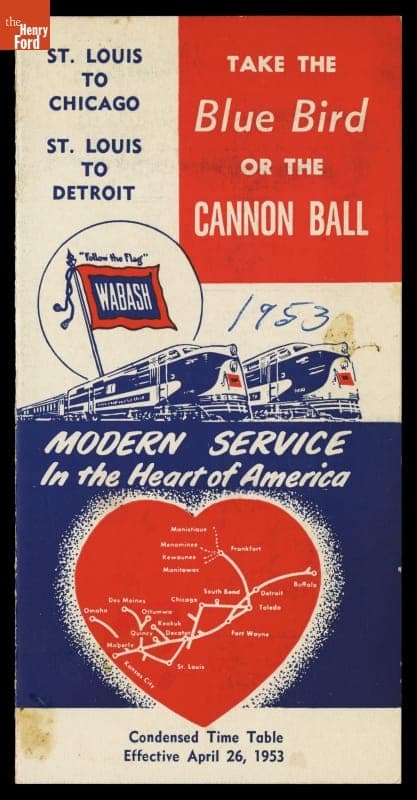 the
Henry
Ford
ST. LOUIS
TO
CHICAGO
ST. LOUIS
TO
DETROIT
TAKE THE
Blue Bird
OR THE
CANNON BALL
"Follow the Flag"
WABASH
1953
MODERN SERVICE
In the Heart of America
Manistique
Menominee
Frankfort
Kewaunee
Manitowoc
Buffalo
South Bend
Detroit
Chicago
Toledo
Des Moines
Omaha
Ottumwa
Keokuk
Quincy
Decatur
Fort Wayne
Moberly
St. Louis
Kansas City
Condensed Time Table
Effective April 26, 1953